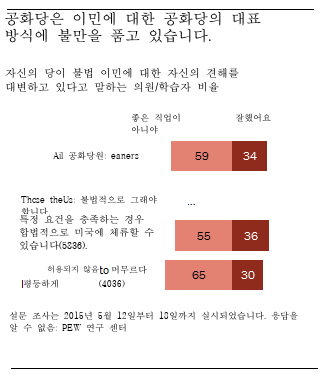 공화당은 이민에 대한 공화당의 대표
방식에 불만을 품고 있습니다.
자신의 당이 불법 이민에 대한 자신의 견해를
대변하고 있다고 말하는 의원/학습자 비율
좋은 직업이 잘했어요
아니야
Ail 공화당원: eaners 59 34
Those theUs: 불법적으로 그래야 ...
합니다
특정 요건을 충족하는 경우
합법적으로 미국에 체류할 수 55 36
있습니다(5836).
허용되지 않음to 머무르다 65 30
평등하게 (4036)
설문 조사는 2015년 5월 12일부터 18일까지 실시되었습니다. 응답을
알 수 없음: PEW 연구 센터